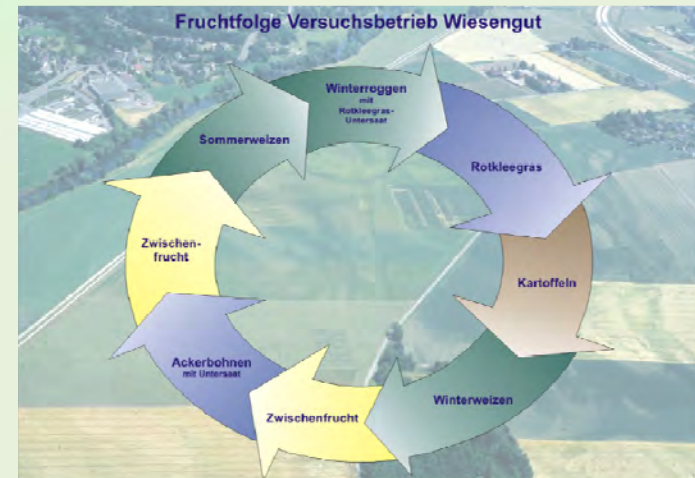 Fruchtfolge Versuchsbetrieb Wiesengut
Winterroggen
mit
Rotkleegras-
Untersaat
Rotkleegras
Kartoffeln
Winterweizen
Zwischenfrucht
Ackerbohnen
mit Untersaat
Zwischen-
frucht
Sommerweizen